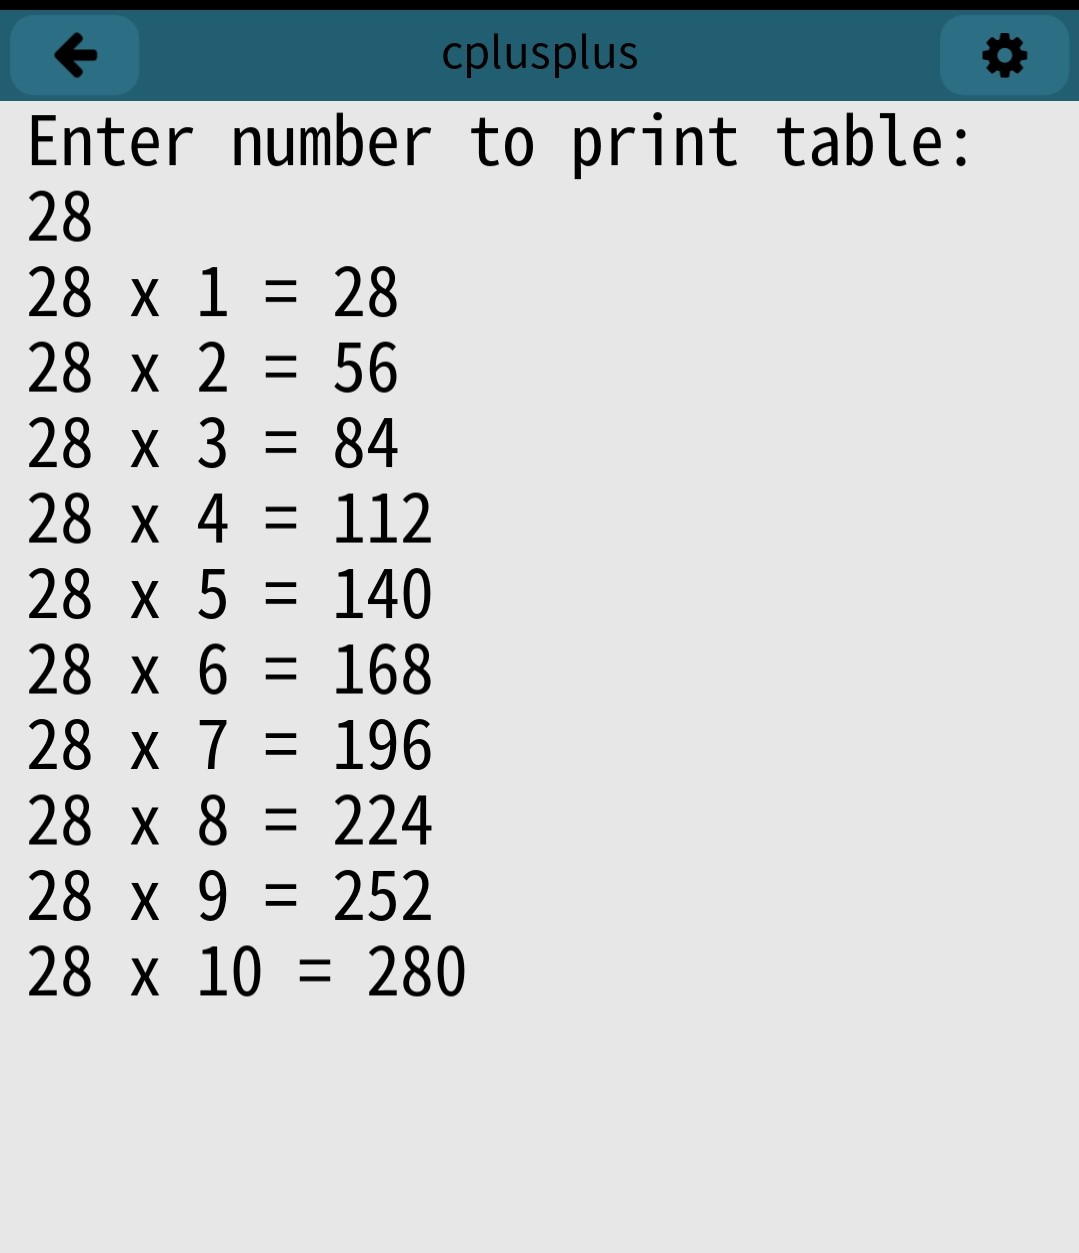 cplusplus
Enter number to print table:
28
28 x 1 = 28
28 x 2 = 56
28 x 3 = 84
28 x 4 = 112
28 x 5 = 140
28 x 6 = 168
28 x 7 = 196
28 x 8 = 224
28 x 9 = 252
28 x 10 = 280